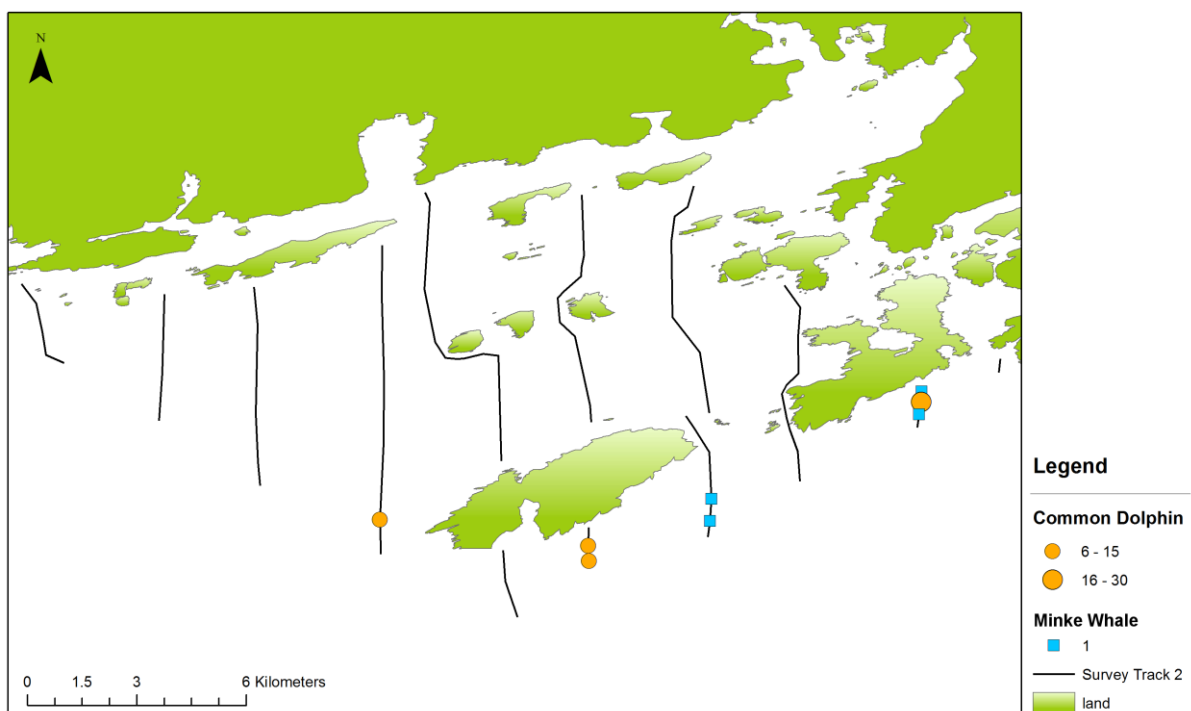 N
0 1.5 3 6 Kilometers
Legend
Common Dolphin
6 - 15
16 - 30
Minke Whale
1
Survey Track 2
land